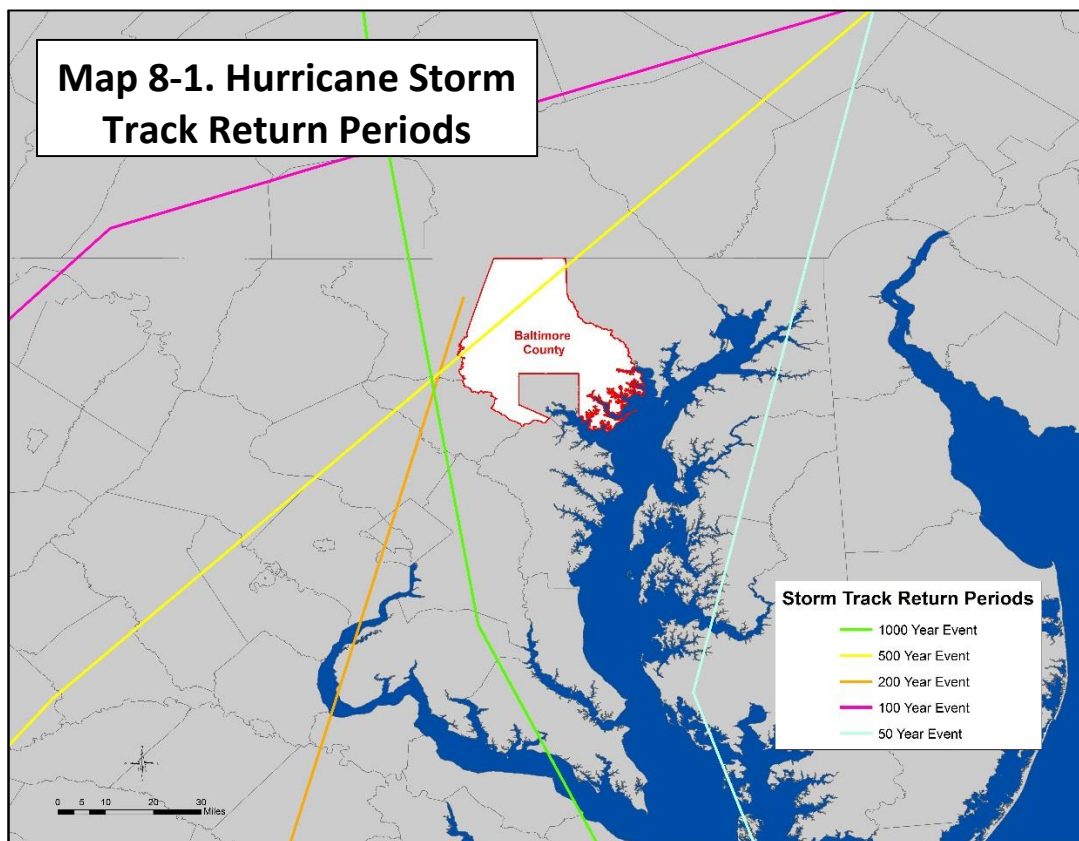 Map 8-1. Hurricane Storm
Track Return Periods
Baltimore
County
Storm Track Return Periods
1000 Year Event
500 Year Event
200 Year Event
100 Year Event
50 Year Event
0 5 10 20 30
Miles